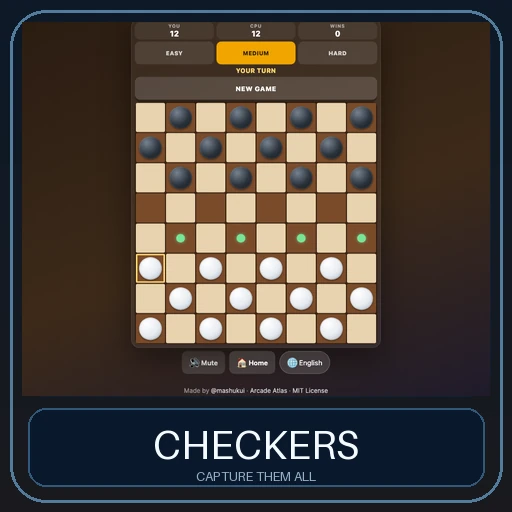 YOU CPU WINS
12 12 0
EASY MEDIUM HARD
YOUR TURN
NEW GAME
Mute Home English
Made by @mashukui · Arcade Atlas · MIT License
CHECKERS
CAPTURE THEM ALL